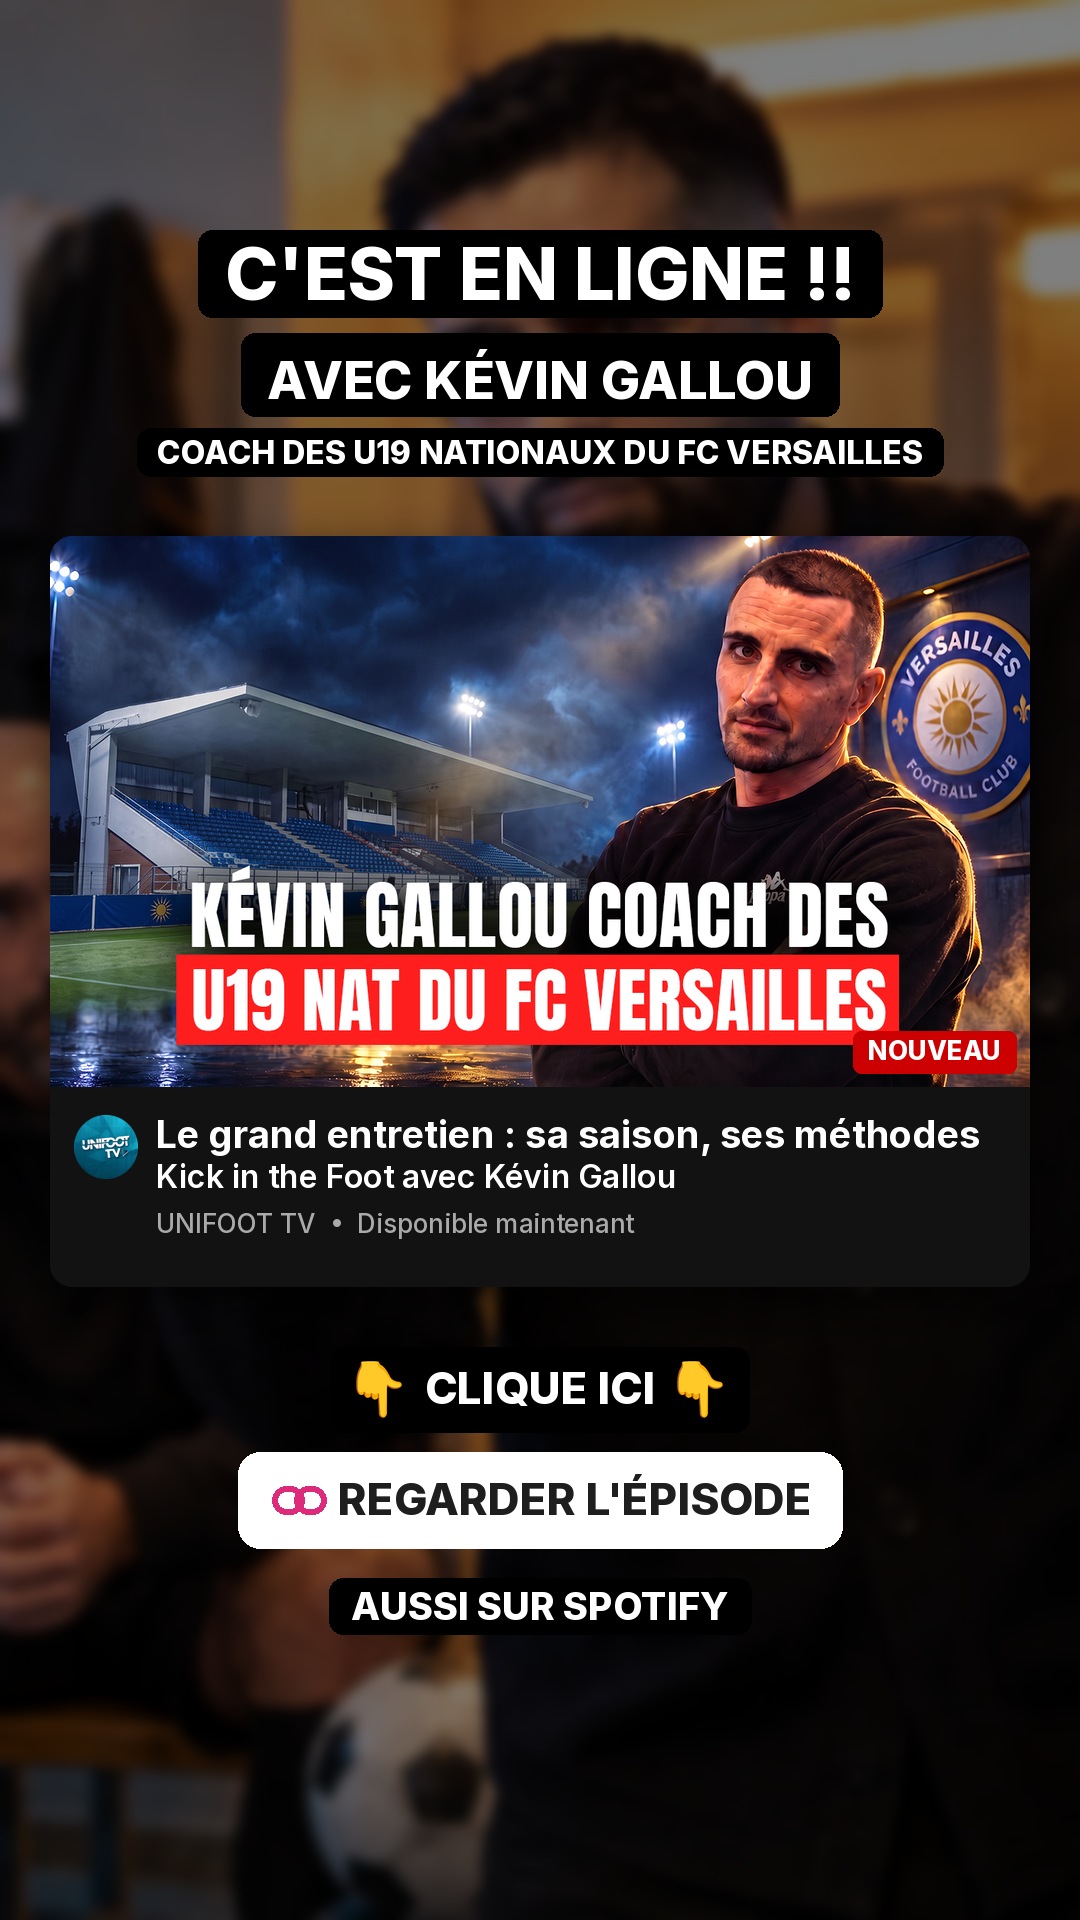 C'EST EN LIGNE !!
AVEC KÉVIN GALLOU
COACH DES U19 NATIONAUX DU FC VERSAILLES
VERSAILLES
FOOTBALL CLUB
Kappa
KÉVIN GALLOU COACH DES
U19 NAT DU FC VERSAILLES
NOUVEAU
UNIFOOT
TV
Le grand entretien : sa saison, ses méthodes
Kick in the Foot avec Kévin Gallou
UNIFOOT TV • Disponible maintenant
👇 CLIQUE ICI 👇
REGARDER L'ÉPISODE
AUSSI SUR SPOTIFY